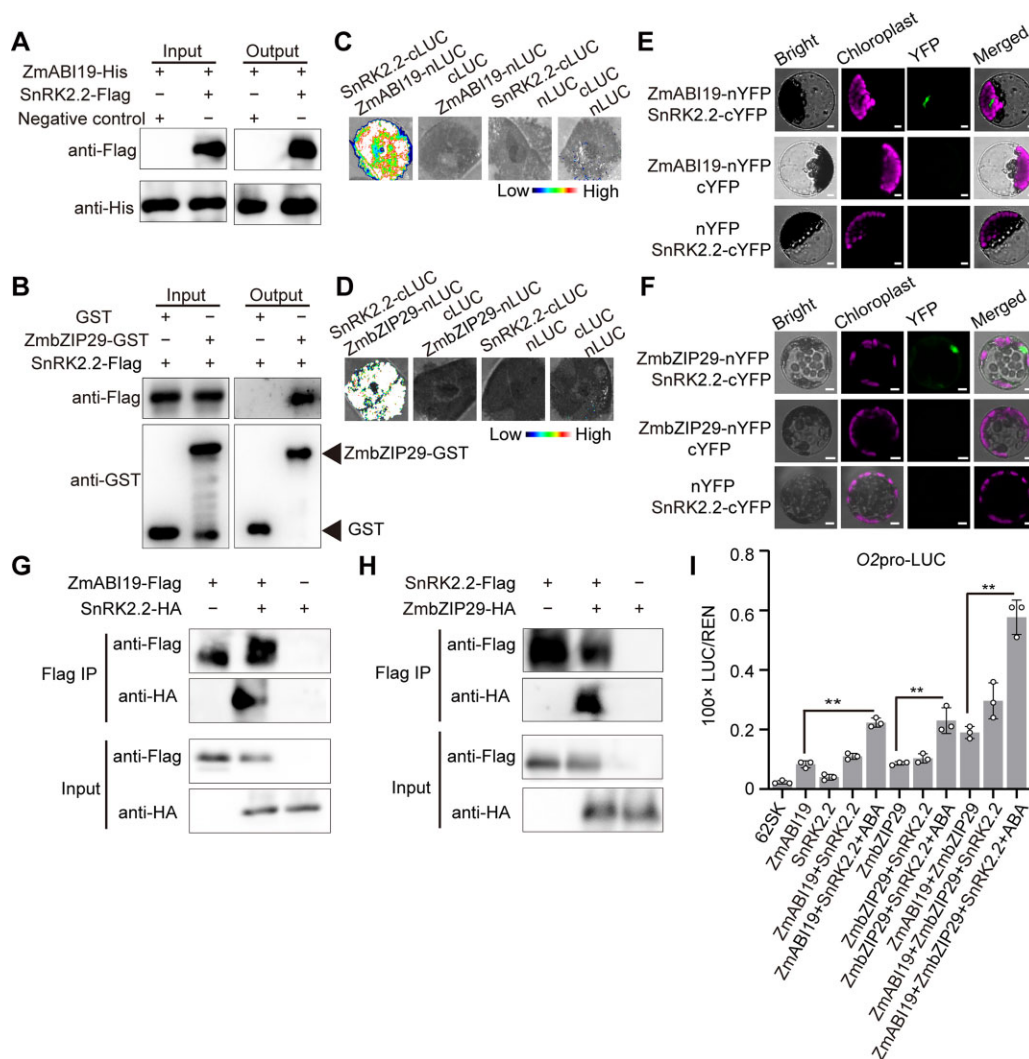 A
Input
Output
ZmABI19-His
+ + + +
SnRK2.2-Flag
- + - +
Negative control
+ - + -
anti-Flag
anti-His
B
Input
Output
GST
+ - + -
ZmbZIP29-GST
- + - +
SnRK2.2-Flag
+ + + +
anti-Flag
anti-GST
ZmbZIP29-GST
GST
C
SnRK2.2-cLUC
ZmABI19-nLUC
cLUC
ZmABI19-nLUC
SnRK2.2-cLUC
nLUC
cLUC
nLUC
Low
High
D
SnRK2.2-cLUC
ZmbZIP29-nLUC
cLUC
ZmbZIP29-nLUC
SnRK2.2-cLUC
nLUC
cLUC
nLUC
Low
High
E
Bright
Chloroplast
YFP
Merged
ZmABI19-nYFP
SnRK2.2-cYFP
ZmABI19-nYFP
cYFP
nYFP
SnRK2.2-cYFP
F
Bright
Chloroplast
YFP
Merged
ZmbZIP29-nYFP
SnRK2.2-cYFP
ZmbZIP29-nYFP
cYFP
nYFP
SnRK2.2-cYFP
G
ZmABI19-Flag
+ + −
SnRK2.2-HA
− + +
Flag IP
anti-Flag
anti-HA
Input
anti-Flag
anti-HA
H
SnRK2.2-Flag
+ + −
ZmbZIP29-HA
− + +
Flag IP
anti-Flag
anti-HA
Input
anti-Flag
anti-HA
I
O2pro-LUC
100× LUC/REN
0.8
0.6
0.4
0.2
0
**
**
**
62SK
ZmABI19
SnRK2.2
ZmABI19+SnRK2.2
ZmABI19+SnRK2.2+ABA
ZmbZIP29
ZmbZIP29+SnRK2.2
ZmbZIP29+SnRK2.2+ABA
ZmABI19+ZmbZIP29
ZmABI19+ZmbZIP29+SnRK2.2
ZmABI19+ZmbZIP29+SnRK2.2+ABA